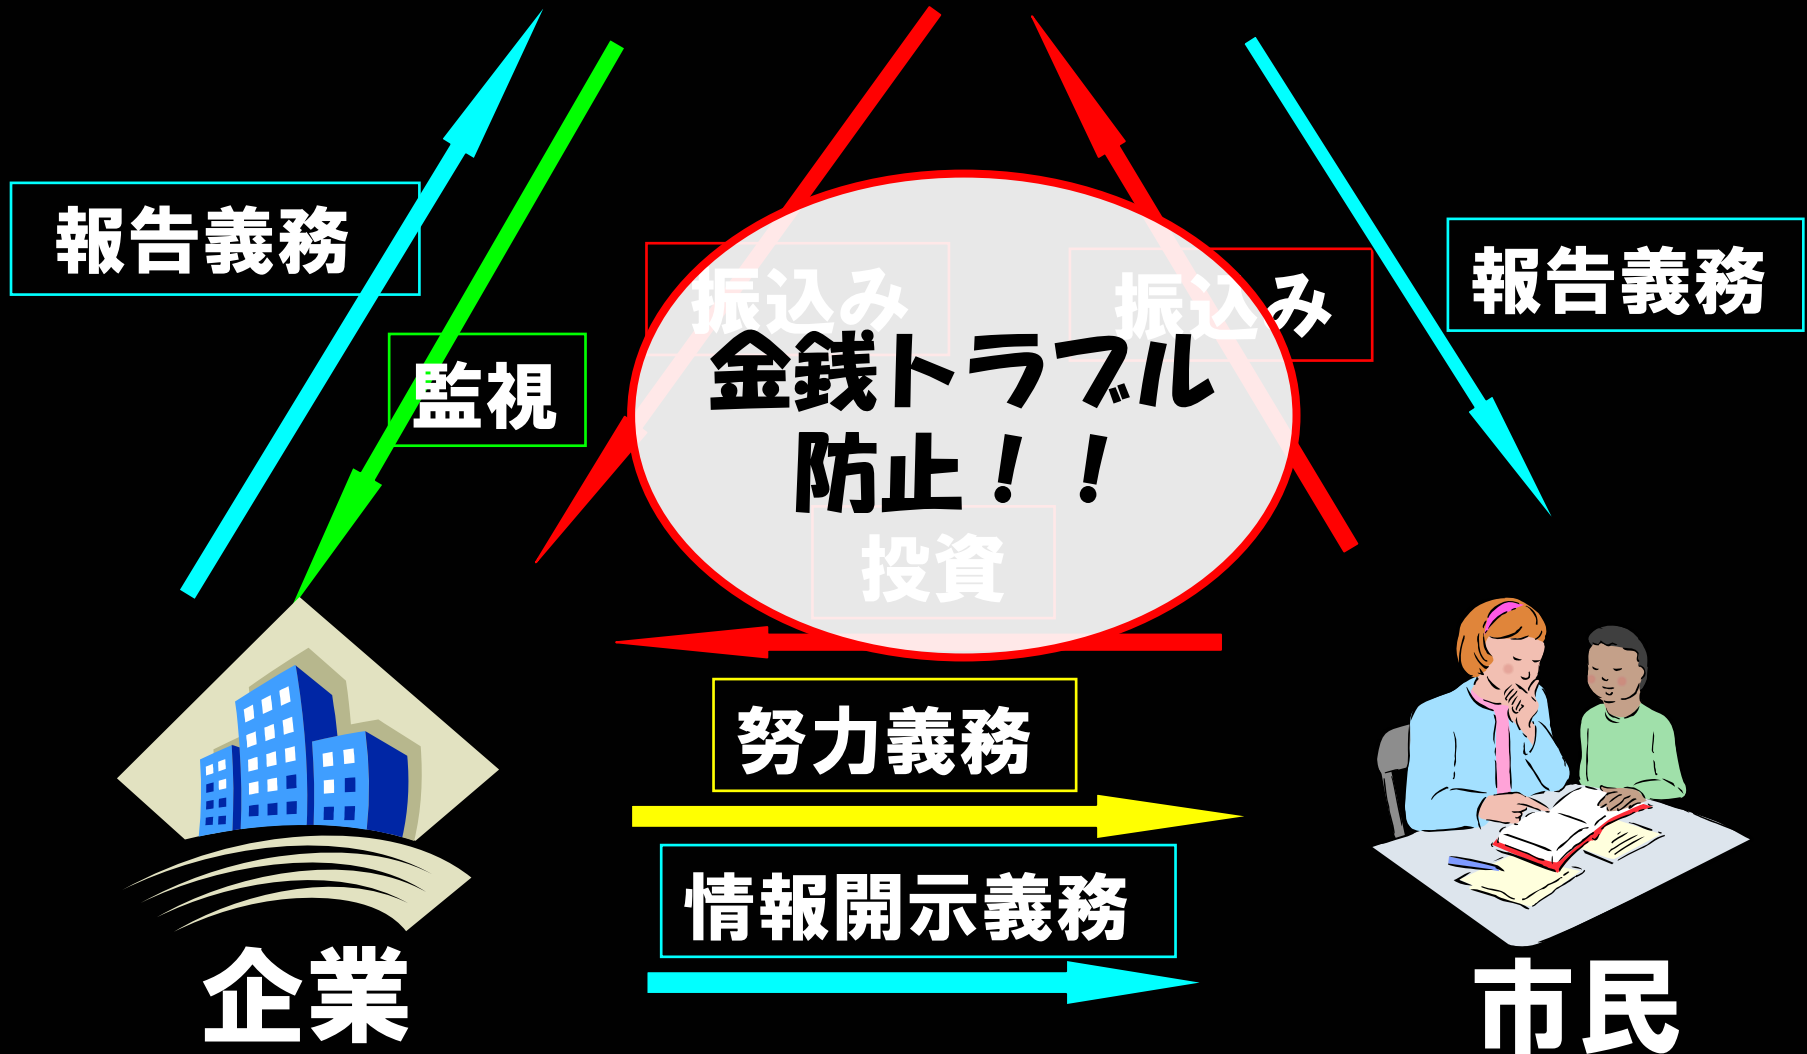 報告義務
報告義務
監視
振込み
振込み
金銭トラブル
防止！！
投資
努力義務
情報開示義務
企業
市民